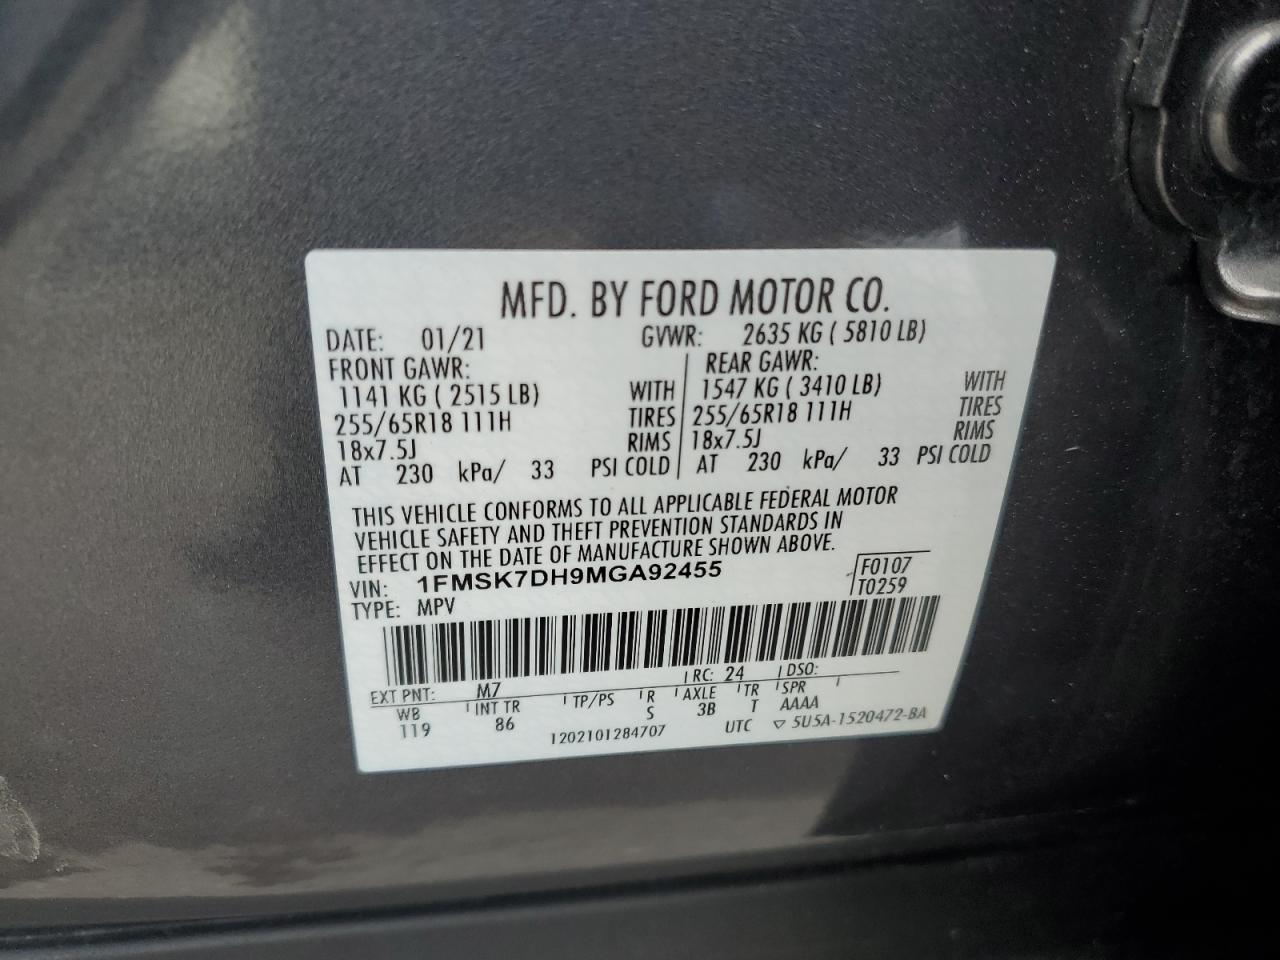 MFD. BY FORD MOTOR CO.
DATE: 01/21 GVWR: 2635 KG ( 5810 LB)
FRONT GAWR: REAR GAWR:
1141 KG ( 2515 LB) WITH 1547 KG ( 3410 LB) WITH
255/65R18 111H TIRES 255/65R18 111H TIRES
18x7.5J RIMS 18x7.5J RIMS
AT 230 kPa/ 33 PSI COLD AT 230 kPa/ 33 PSI COLD
THIS VEHICLE CONFORMS TO ALL APPLICABLE FEDERAL MOTOR
VEHICLE SAFETY AND THEFT PREVENTION STANDARDS IN
EFFECT ON THE DATE OF MANUFACTURE SHOWN ABOVE.
VIN: 1FMSK7DH9MGA92455 F0107
TYPE: MPV T0259
EXT PNT: M7 RC: 24 DSO:
WB INT TR TP/PS R AXLE TR SPR
119 86 S 3B T AAAA
1202101284707 UTC ▽ 5U5A-1520472-BA